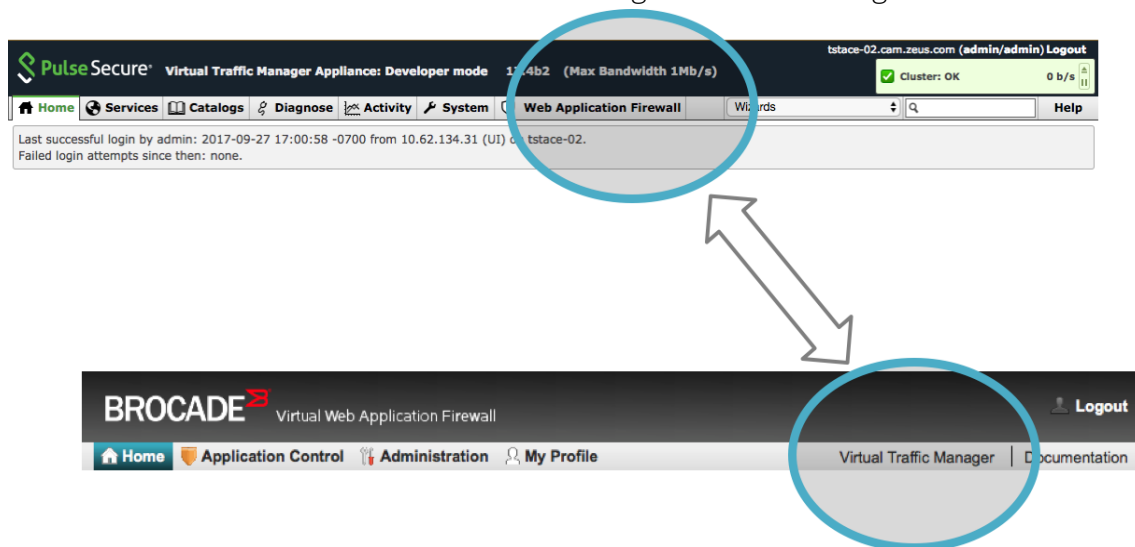 tstace-02.cam.zeus.com (admin/admin) Logout
Pulse Secure Virtual Traffic Manager Appliance: Developer mode (Max Bandwidth 1Mb/s)
Cluster: OK 0 b/s
Home Services Catalogs Diagnose Activity System Web Application Firewall Wizards Help
Last successful login by admin: 2017-09-27 17:00:58 -0700 from 10.62.134.31 (UI) on tstace-02.
Failed login attempts since then: none.
BROCADE Virtual Web Application Firewall
Logout
Home Application Control Administration My Profile Virtual Traffic Manager | Documentation